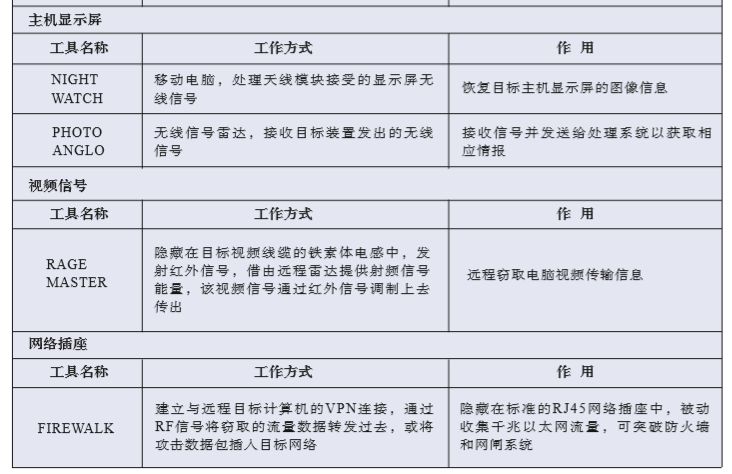 主机显示屏
工具名称 工作方式 作 用
NIGHT
WATCH
移动电脑，处理天线模块接受的显示屏无
线信号
恢复目标主机显示屏的图像信息
PHOTO
ANGLO
无线信号雷达，接收目标装置发出的无线
信号
接收信号并发送给处理系统以获取相
应情报
视频信号
工具名称 工作方式 作 用
RAGE
MASTER
隐藏在目标视频线缆的铁素体电感中，发
射红外信号，借由远程雷达提供射频信号
能量，该视频信号通过红外信号调制上去
传出
远程窃取电脑视频传输信息
网络插座
工具名称 工作方式 作 用
FIREWALK
建立与远程目标计算机的VPN连接，通过
RF信号将窃取的流量数据转发过去，或将
攻击数据包插入目标网络
隐藏在标准的RJ45网络插座中，被动
收集千兆以太网流量，可突破防火墙
和网闸系统